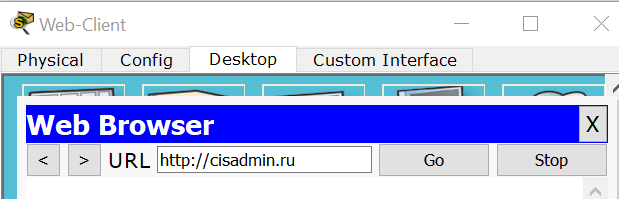 Web-Client
Physical Config Desktop Custom Interface
Web Browser X
< > URL http://cisadmin.ru Go Stop